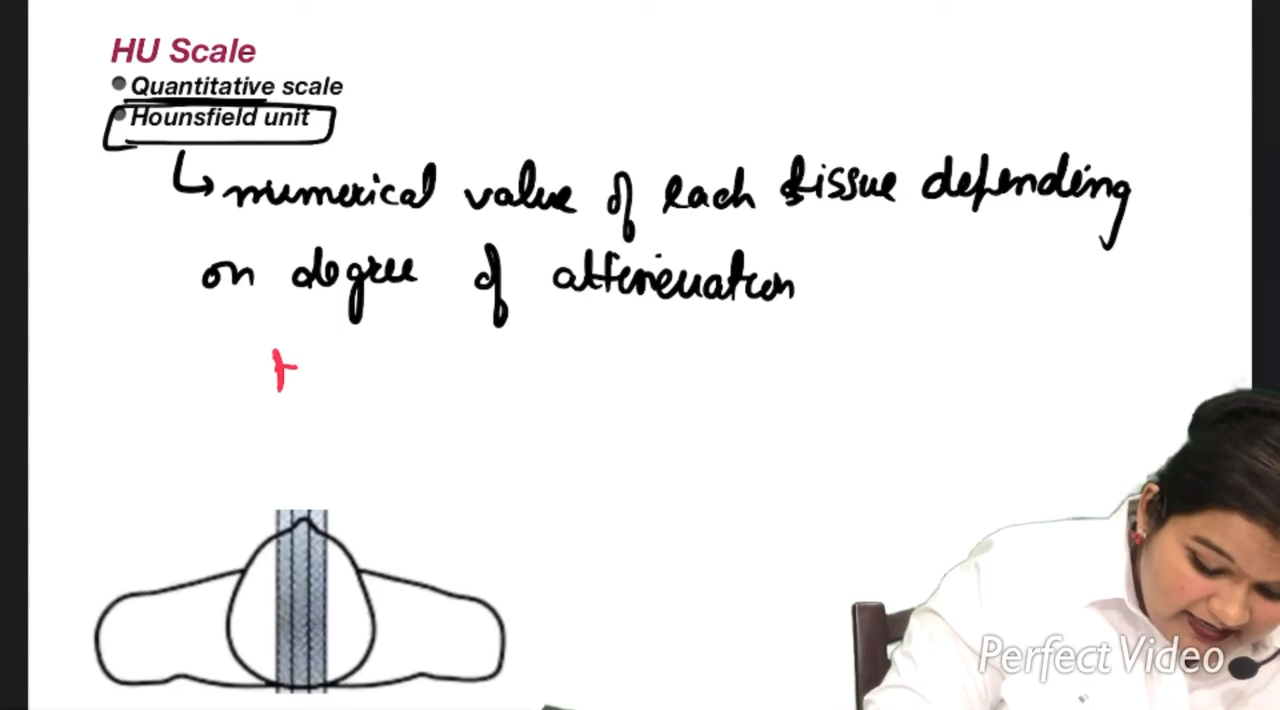 HU Scale
Quantitative scale
Hounsfield unit
numerical value of each tissue depending
on degree of attenuation
Perfect Video